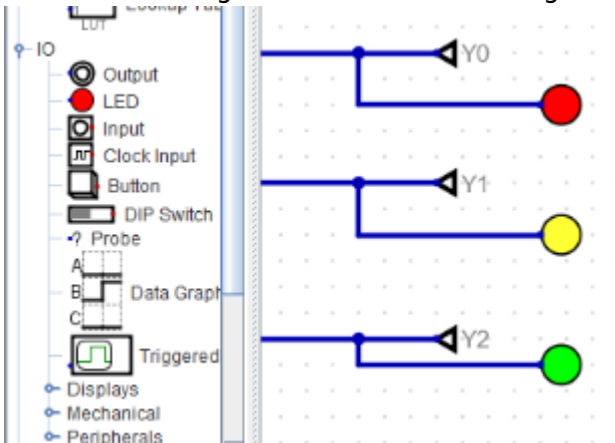 LUT
IO
Output
LED
Input
Clock Input
Button
DIP Switch
? Probe
A
B
C
Data Graph
Triggered
Displays
Mechanical
Peripherals
Y0
Y1
Y2